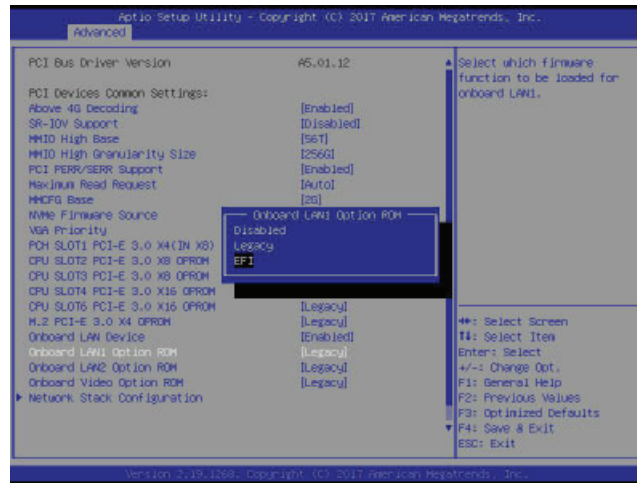 Aptio Setup Utility - Copyright (C) 2017 American Megatrends, Inc.
Advanced
PCI Bus Driver Version A5.01.12
PCI Devices Common Settings:
Above 4G Decoding [Enabled]
SR-IOV Support [Disabled]
MMIO High Base [56T]
MMIO High Granularity Size [256G]
PCI PERR/SERR Support [Enabled]
Maximum Read Request [Auto]
MMCFG Base [2G]
NVMe Firmware Source
VGA Priority
PCH SLOT1 PCI-E 3.0 X4(IN X8)
CPU SLOT2 PCI-E 3.0 X8 OPROM
CPU SLOT3 PCI-E 3.0 X8 OPROM
CPU SLOT4 PCI-E 3.0 X16 OPROM
CPU SLOT6 PCI-E 3.0 X16 OPROM [Legacy]
M.2 PCI-E 3.0 X4 OPROM [Legacy]
Onboard LAN Device [Enabled]
Onboard LAN1 Option ROM [Legacy]
Onboard LAN2 Option ROM [Legacy]
Onboard Video Option ROM [Legacy]
Network Stack Configuration
Onboard LAN1 Option ROM
Disabled
Legacy
EFI
Select which firmware
function to be loaded for
onboard LAN1.
↔: Select Screen
↑↓: Select Item
Enter: Select
+/-: Change Opt.
F1: General Help
F2: Previous Values
F3: Optimized Defaults
F4: Save & Exit
ESC: Exit
Version 2.19.1268. Copyright (C) 2017 American Megatrends, Inc.